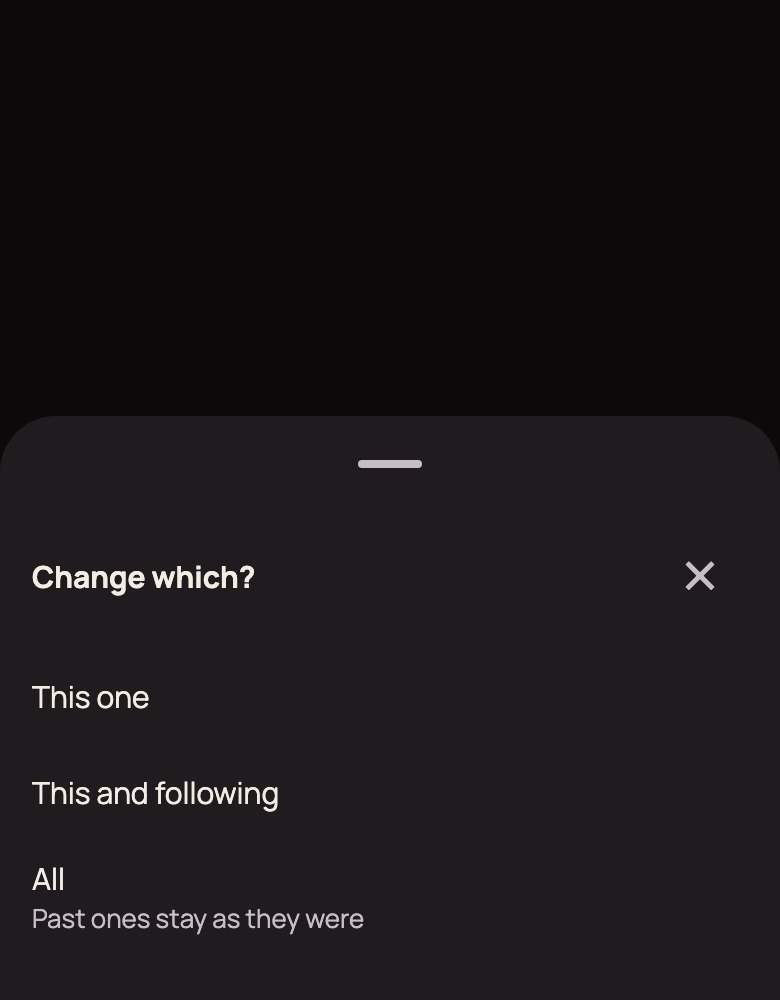 Change which?
This one
This and following
All
Past ones stay as they were